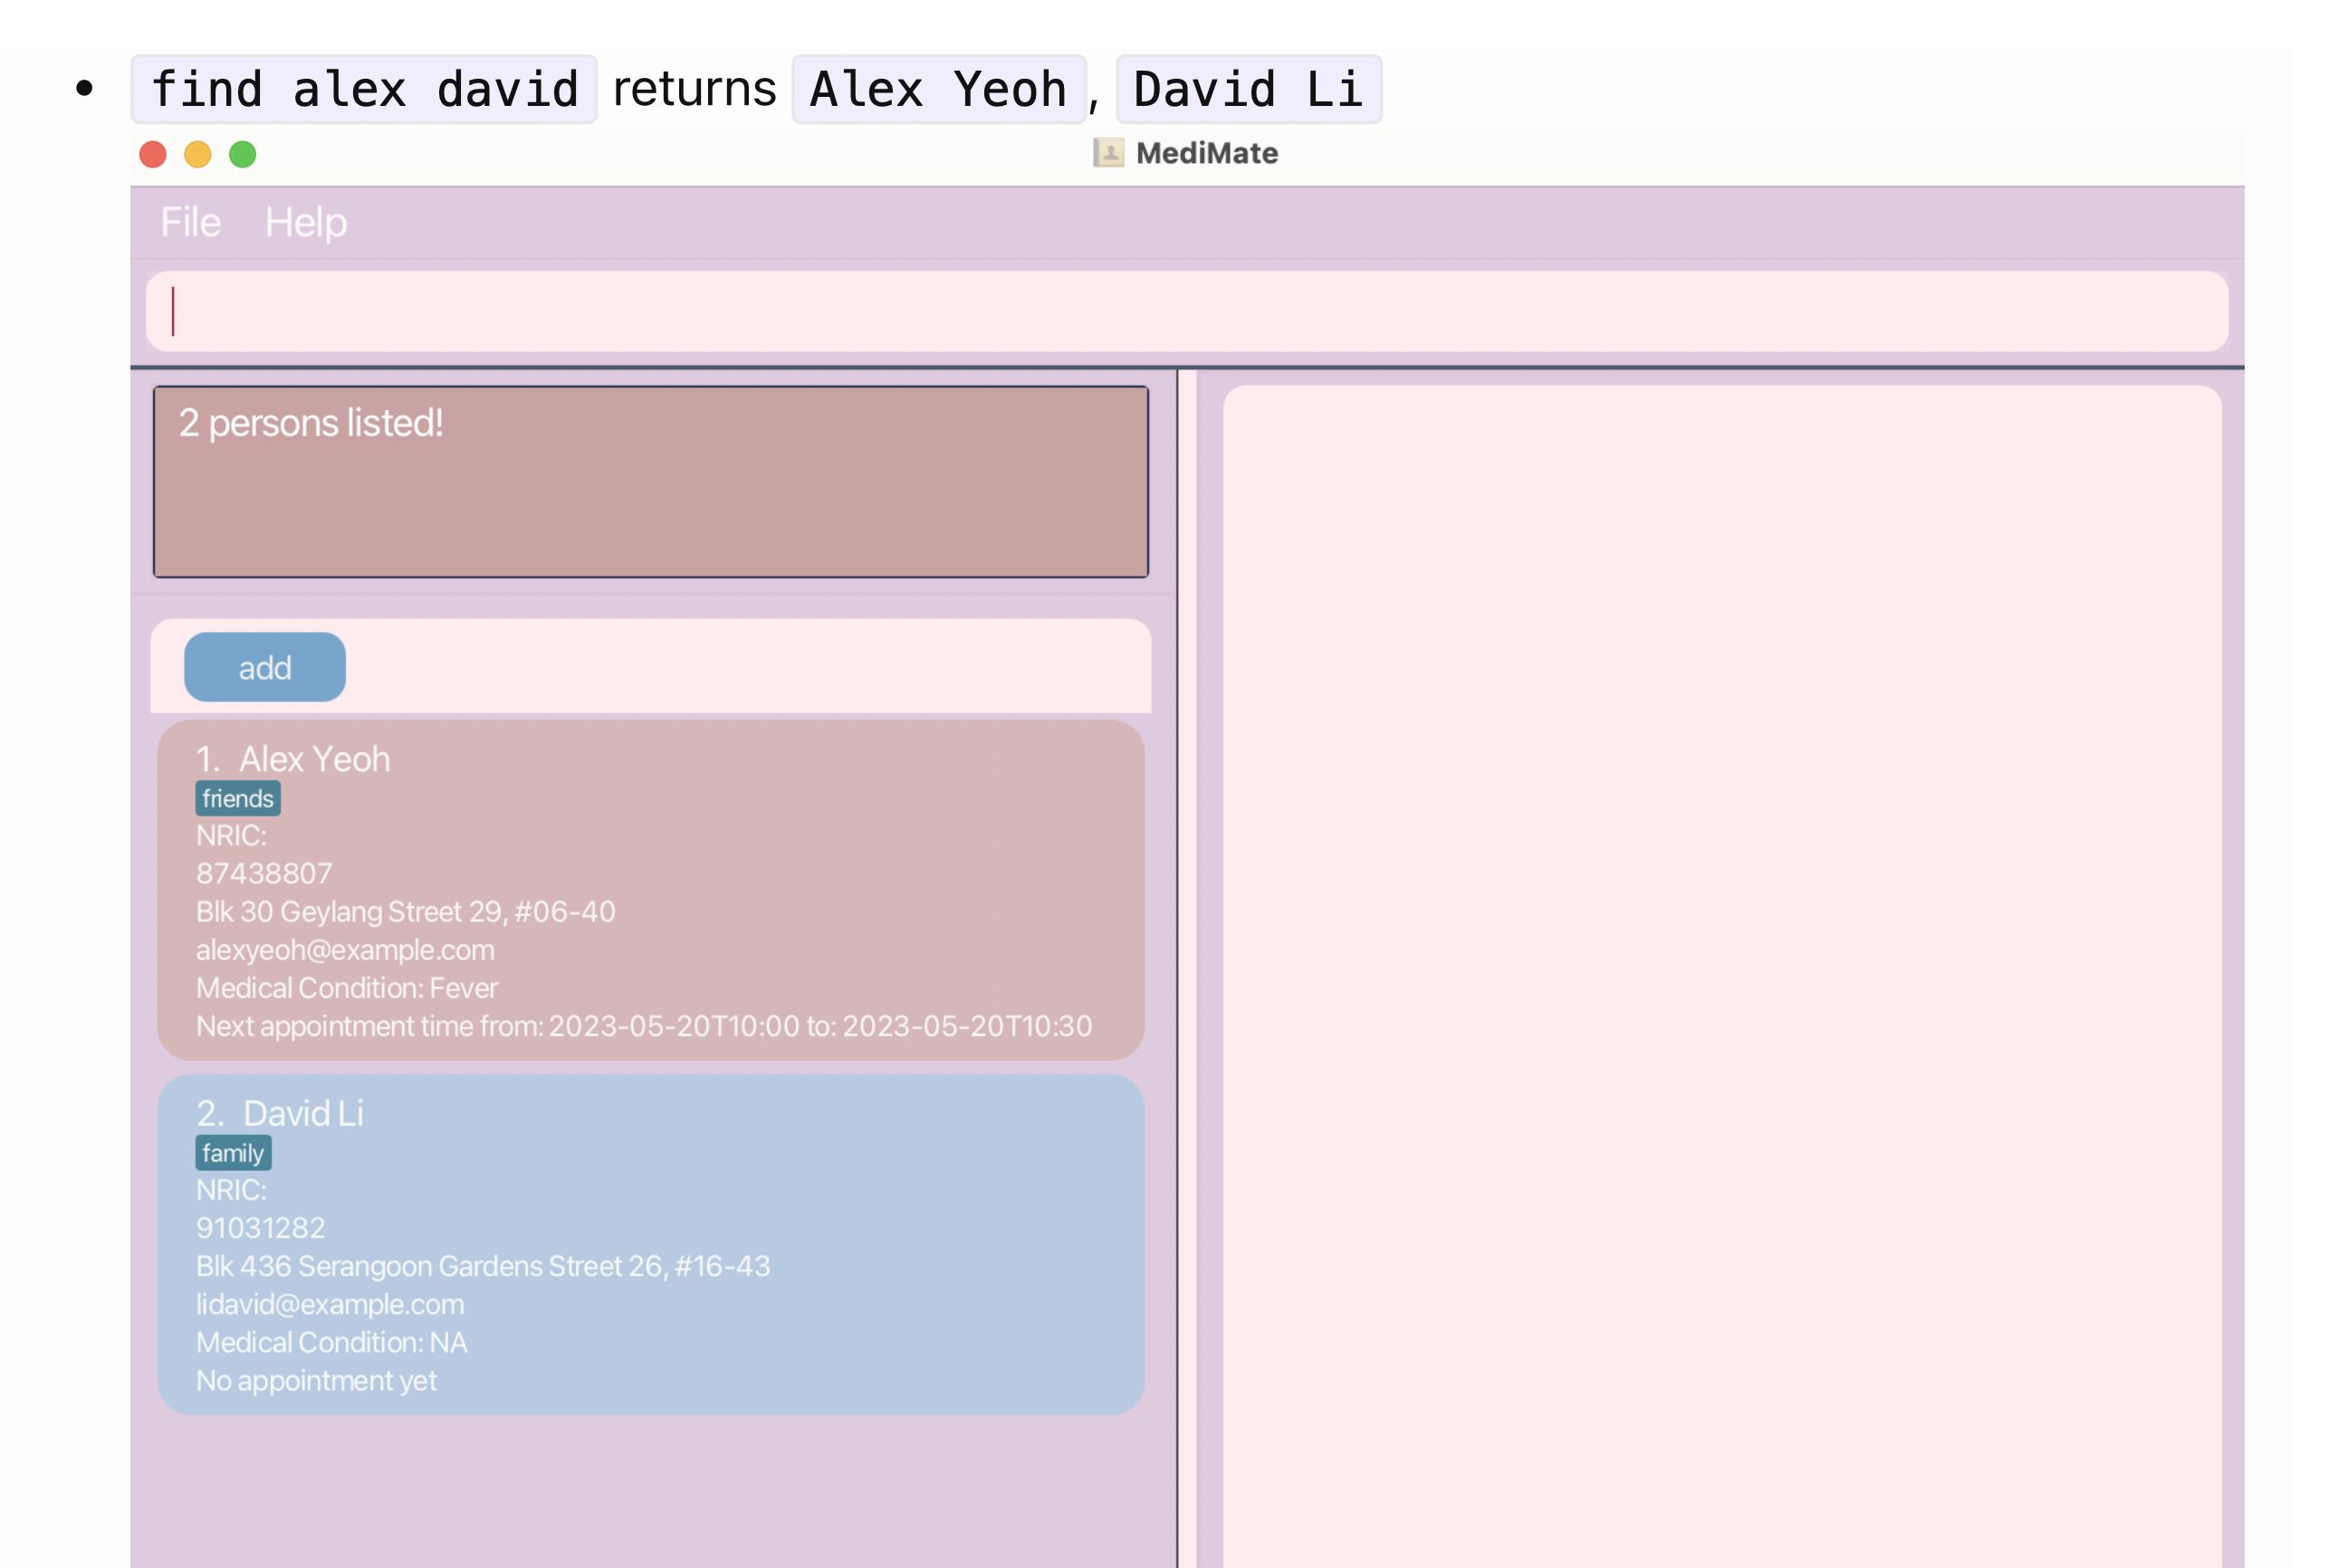 • find alex david returns Alex Yeoh, David Li
MediMate
File Help
2 persons listed!
add
1. Alex Yeoh
friends
NRIC:
87438807
Blk 30 Geylang Street 29, #06-40
alexyeoh@example.com
Medical Condition: Fever
Next appointment time from: 2023-05-20T10:00 to: 2023-05-20T10:30
2. David Li
family
NRIC:
91031282
Blk 436 Serangoon Gardens Street 26, #16-43
lidavid@example.com
Medical Condition: NA
No appointment yet